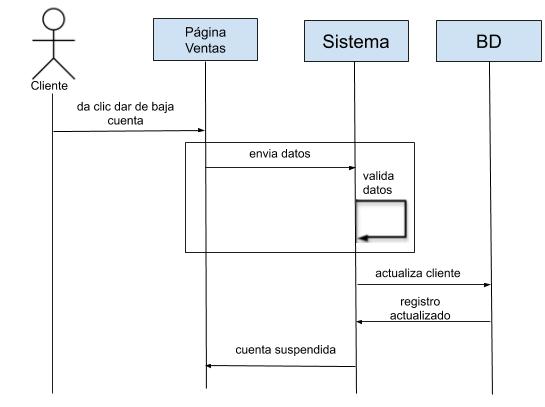 Página
Ventas
Sistema
BD
Cliente
da clic dar de baja
cuenta
envia datos
valida
datos
actualiza cliente
registro
actualizado
cuenta suspendida